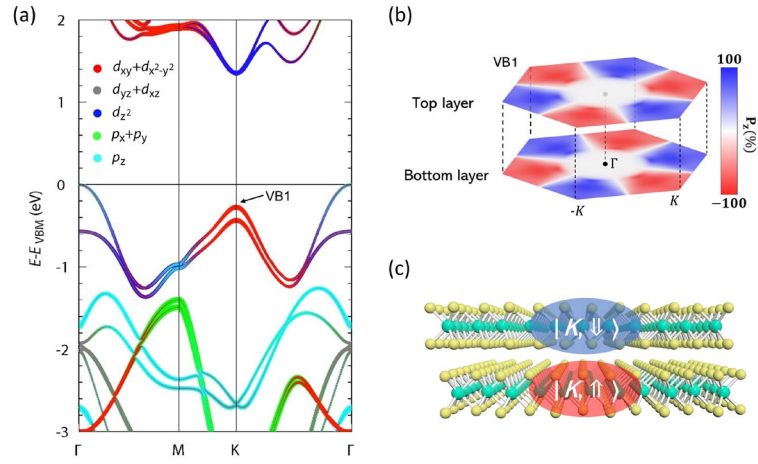 (a)
2
1
0
-1
-2
-3
E-E_VBM (eV)
d_xy+d_x²-y²
d_yz+d_xz
d_z²
p_x+p_y
p_z
VB1
Γ
M
K
Γ
(b)
VB1
Top layer
Bottom layer
Γ
-K
K
100
P_z(%)
-100
(c)
|K,⇓⟩
|K,⇑⟩